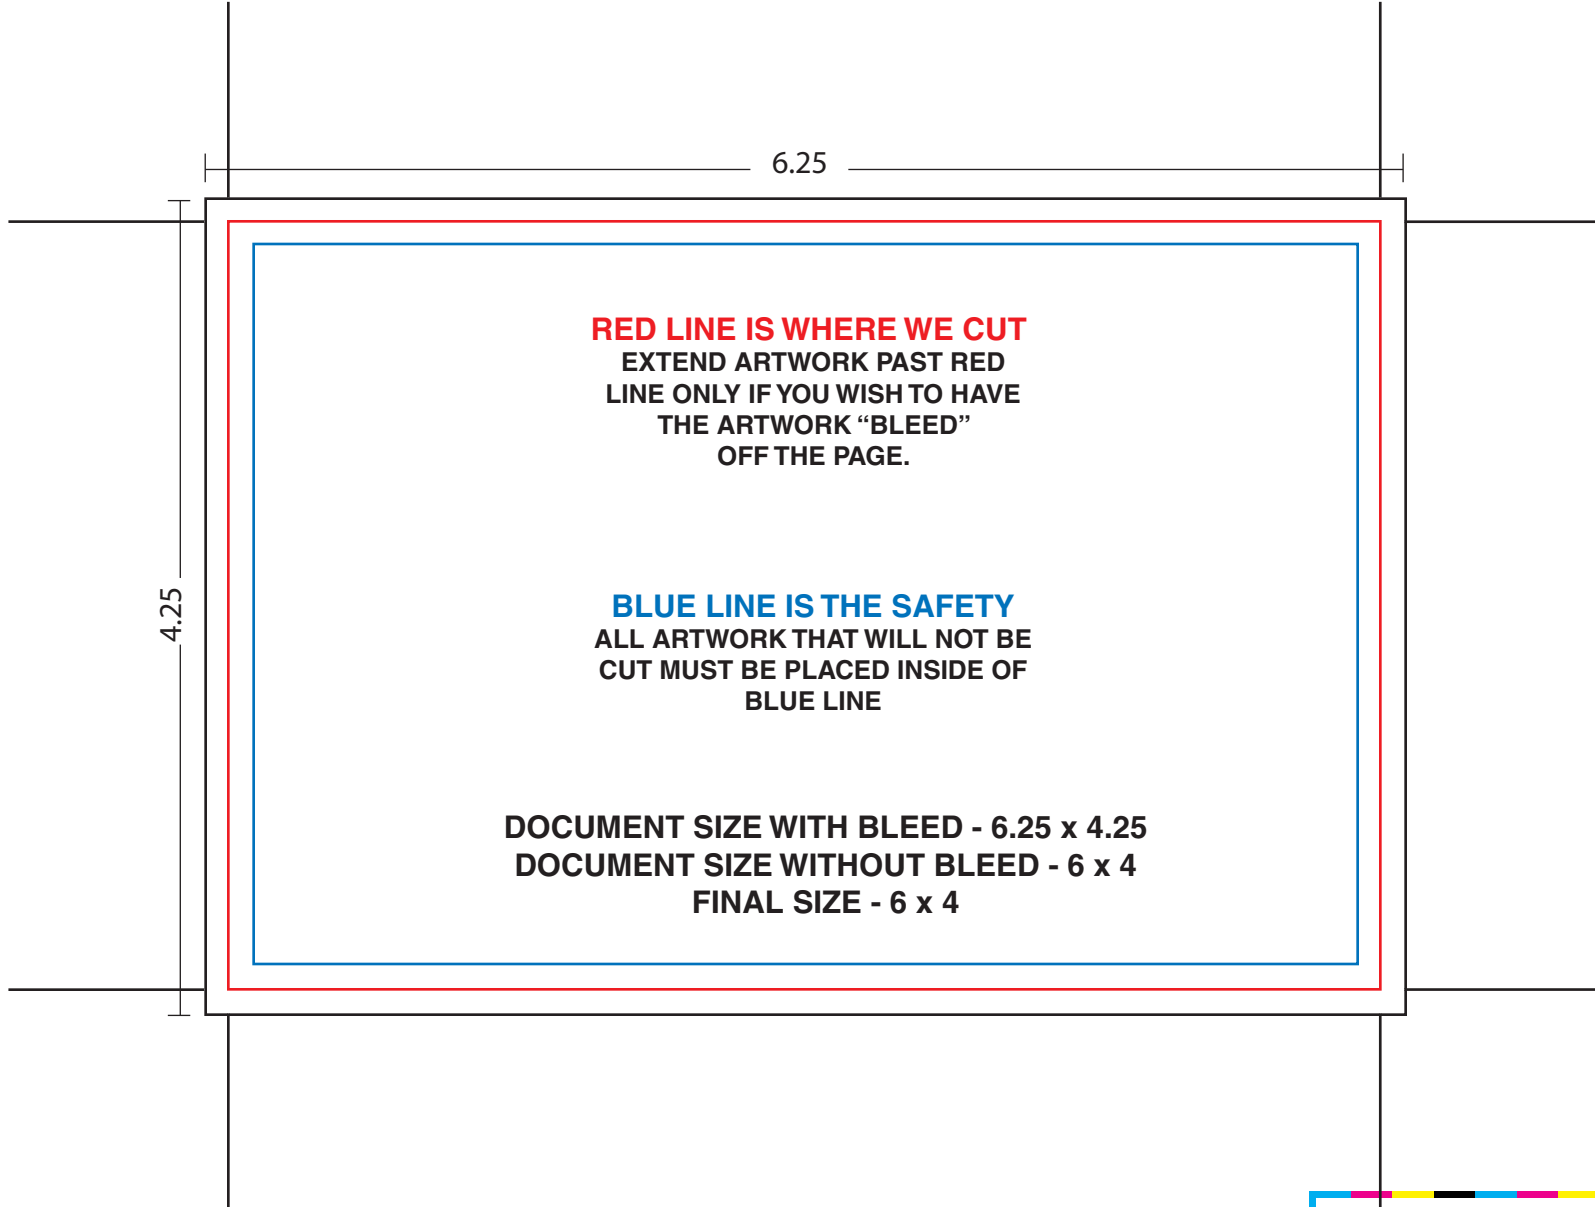 6.25
4.25
RED LINE IS WHERE WE CUT
EXTEND ARTWORK PAST RED
LINE ONLY IF YOU WISH TO HAVE
THE ARTWORK “BLEED”
OFF THE PAGE.
BLUE LINE IS THE SAFETY
ALL ARTWORK THAT WILL NOT BE
CUT MUST BE PLACED INSIDE OF
BLUE LINE
DOCUMENT SIZE WITH BLEED - 6.25 x 4.25
DOCUMENT SIZE WITHOUT BLEED - 6 x 4
FINAL SIZE - 6 x 4